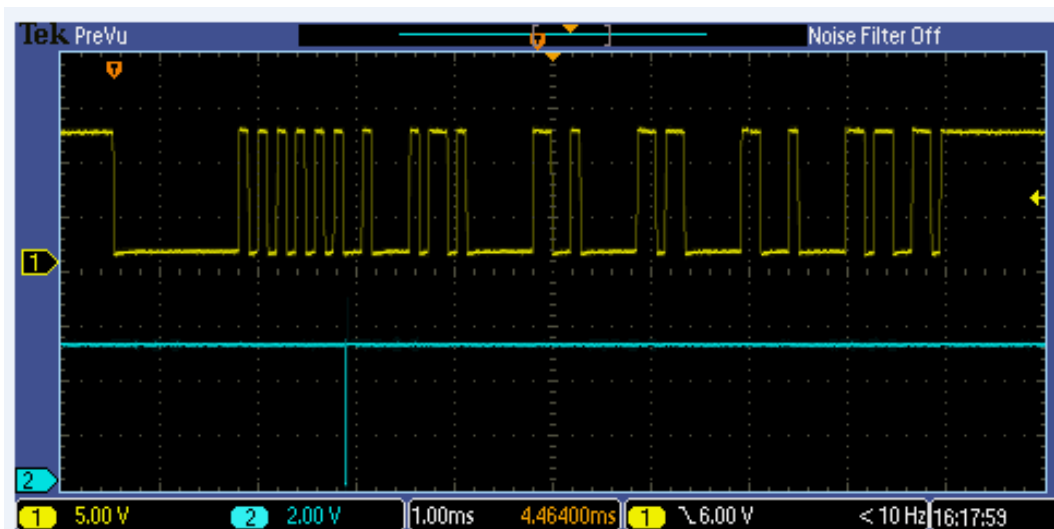 Tek PreVu Noise Filter Off
T
T
1
2
1 5.00 V 2 2.00 V 1.00ms 4.46400ms 1 \ 6.00 V < 10 Hz 16:17:59